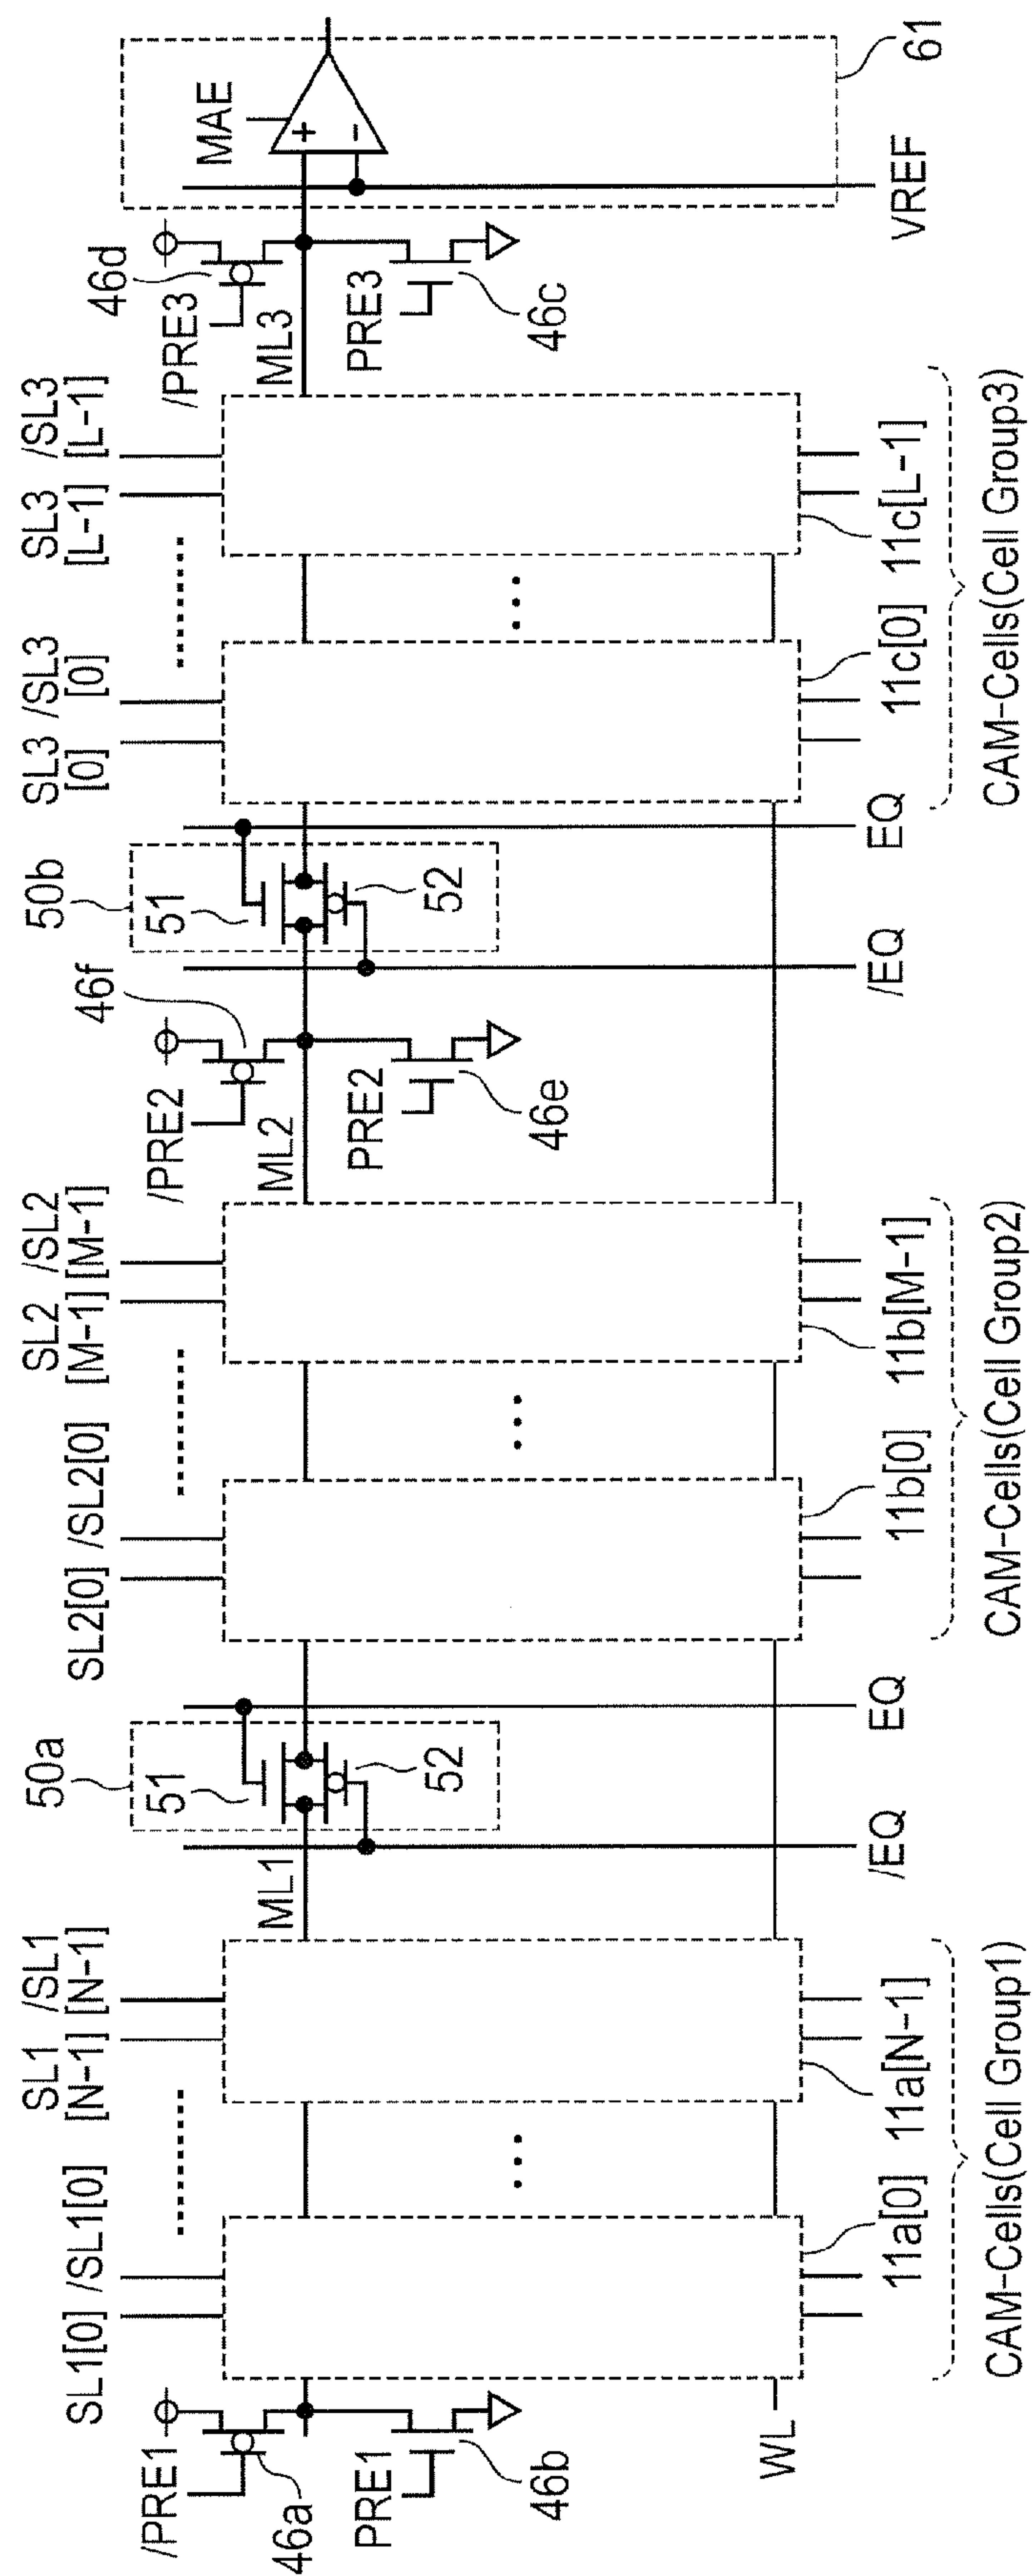 SL1[0] /SL1[0]
SL1 /SL1
[N-1] [N-1]
SL2[0] /SL2[0]
SL2 /SL2
[M-1] [M-1]
SL3 /SL3
[0] [0]
SL3 /SL3
[L-1] [L-1]
50a
50b
/PRE1
46a
PRE1
46b
ML1
51
52
/PRE2
46f
ML2
PRE2
46e
51
52
/PRE3
46d
ML3
PRE3
46c
MAE
+
-
61
VREF
WL
/EQ
EQ
/EQ
EQ
11a[0] 11a[N-1]
11b[0] 11b[M-1]
11c[0] 11c[L-1]
CAM-Cells(Cell Group1)
CAM-Cells(Cell Group2)
CAM-Cells(Cell Group3)